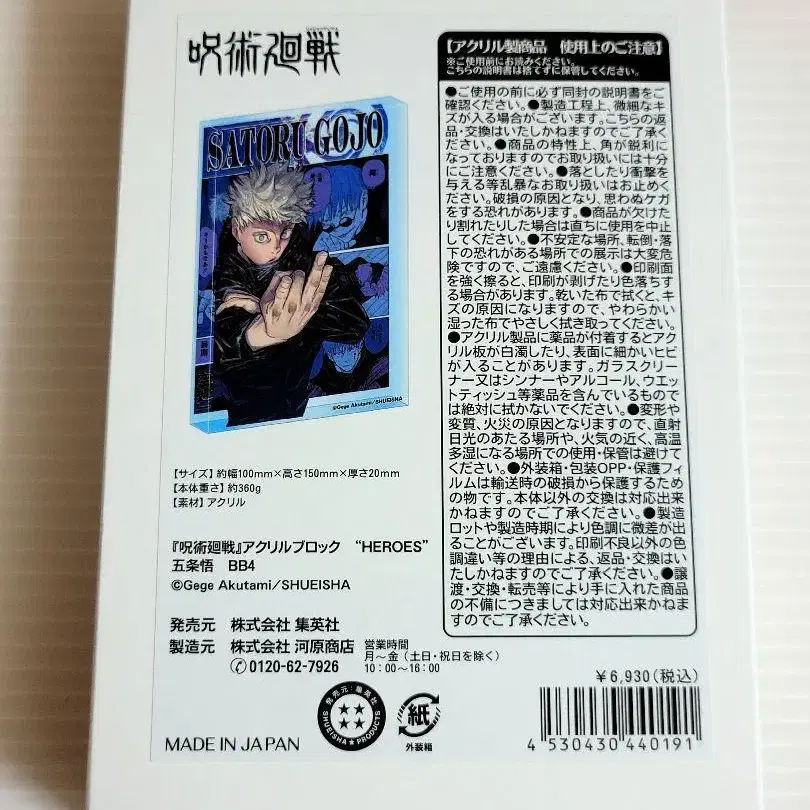 呪術廻戦
SATORU GOJO
©Gege Akutami/SHUEISHA
【サイズ】約幅100mm×高さ150mm×厚さ20mm
【本体重さ】約360g
【素材】アクリル
『呪術廻戦』アクリルブロック “HEROES”
五条悟 BB4
©Gege Akutami/SHUEISHA
発売元 株式会社 集英社
製造元 株式会社 河原商店
0120-62-7926
営業時間
月～金(土日・祝日を除く)
10:00～16:00
MADE IN JAPAN
発売元:集英社
SHUEISHA★PRODUCTS
紙
外装箱
【アクリル製商品 使用上のご注意】
※ご使用前にお読みください。
こちらの説明書は捨てずに保管してください。
●ご使用の前に必ず同封の説明書をご
確認ください。●製造工程上、微細なキ
ズが入る場合がございます。こちらの返
品・交換はいたしかねますのでご了承く
ださい。●商品の特性上、角が鋭利に
なっておりますのでお取り扱いには十分
にご注意ください。●落としたり衝撃を
与える等乱暴なお取り扱いはお止めく
ださい。破損の原因となり、思わぬケガ
をする恐れがあります。●商品が欠けた
り割れたりした場合は直ちに使用を中止
してください。●不安定な場所、転倒・落
下の恐れがある場所での展示は大変危
険ですので、ご遠慮ください。●印刷面
を強く擦ると、印刷が剥げたり色落ちす
る場合があります。乾いた布で拭くと、キ
ズの原因になりますので、やわらかい
湿った布でやさしく拭き取ってください。
●アクリル製品に薬品が付着するとアク
リル板が白濁したり、表面に細かいヒビ
が入ることがあります。ガラスクリー
ナー又はシンナーやアルコール、ウエッ
トティッシュ等薬品を含んでいるもので
は絶対に拭かないでください。●変形や
変質、火災の原因となりますので、直射
日光のあたる場所や、火気の近く、高温
多湿になる場所での使用・保管は避けて
ください。●外装箱・包装OPP・保護フィ
ルムは輸送時の破損から保護するため
の物です。本体以外の交換は対応出来
かねますのでご了承ください。●製造
ロットや製造時期により色調に微差が出
ることがございます。印刷不良以外の色
調違い等の理由による、返品・交換はい
たしかねますのでご了承ください。●譲
渡・交換・転売等により手に入れた商品
の不備につきましては対応出来かねま
すのでご了承ください。
￥6,930(税込)
4 530430 440191